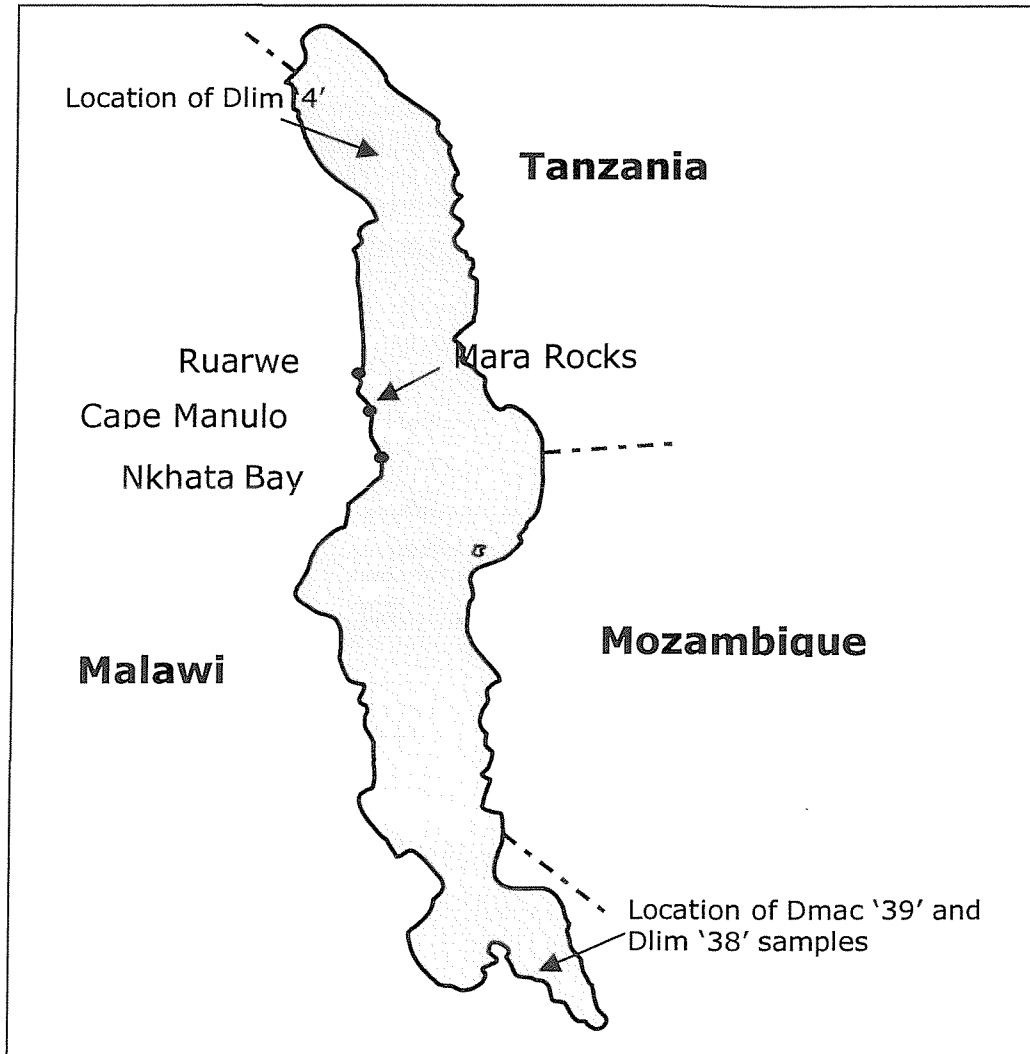 Location of Dlim '4'
Tanzania
Ruarwe
Mara Rocks
Cape Manulo
Nkhata Bay
Mozambique
Malawi
Location of Dmac ‘39’ and
Dlim ‘38’ samples